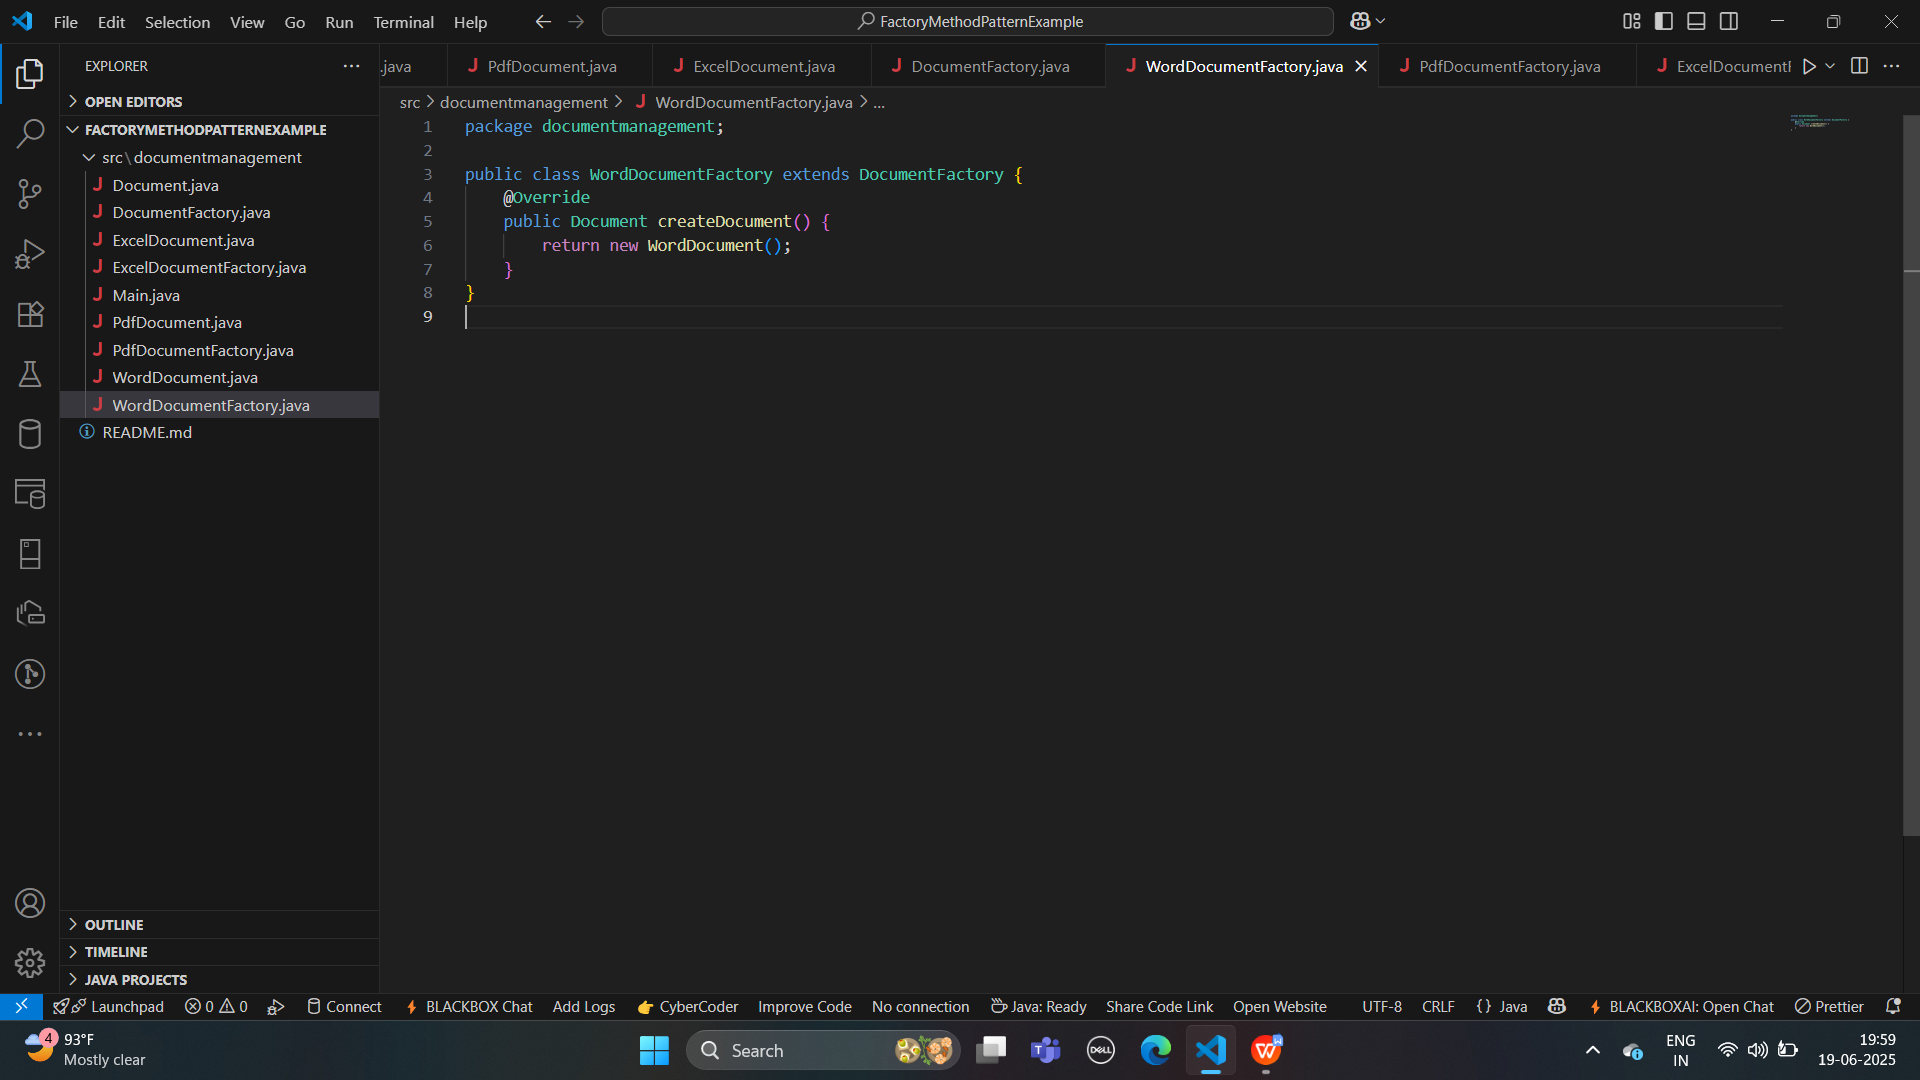 File Edit Selection View Go Run Terminal Help
FactoryMethodPatternExample
EXPLORER
OPEN EDITORS
FACTORYMETHODPATTERNEXAMPLE
src\documentmanagement
Document.java
DocumentFactory.java
ExcelDocument.java
ExcelDocumentFactory.java
Main.java
PdfDocument.java
PdfDocumentFactory.java
WordDocument.java
WordDocumentFactory.java
README.md
OUTLINE
TIMELINE
JAVA PROJECTS
.java PdfDocument.java ExcelDocument.java DocumentFactory.java WordDocumentFactory.java PdfDocumentFactory.java ExcelDocumentF
src > documentmanagement > WordDocumentFactory.java > ...
1 package documentmanagement;
2
3 public class WordDocumentFactory extends DocumentFactory {
4 @Override
5 public Document createDocument() {
6 return new WordDocument();
7 }
8 }
9
Launchpad 0 0 Connect BLACKBOX Chat Add Logs CyberCoder Improve Code No connection Java: Ready Share Code Link Open Website UTF-8 CRLF {} Java BLACKBOXAI: Open Chat Prettier
4
93°F
Mostly clear
Search
DELL
ENG
IN
19:59
19-06-2025